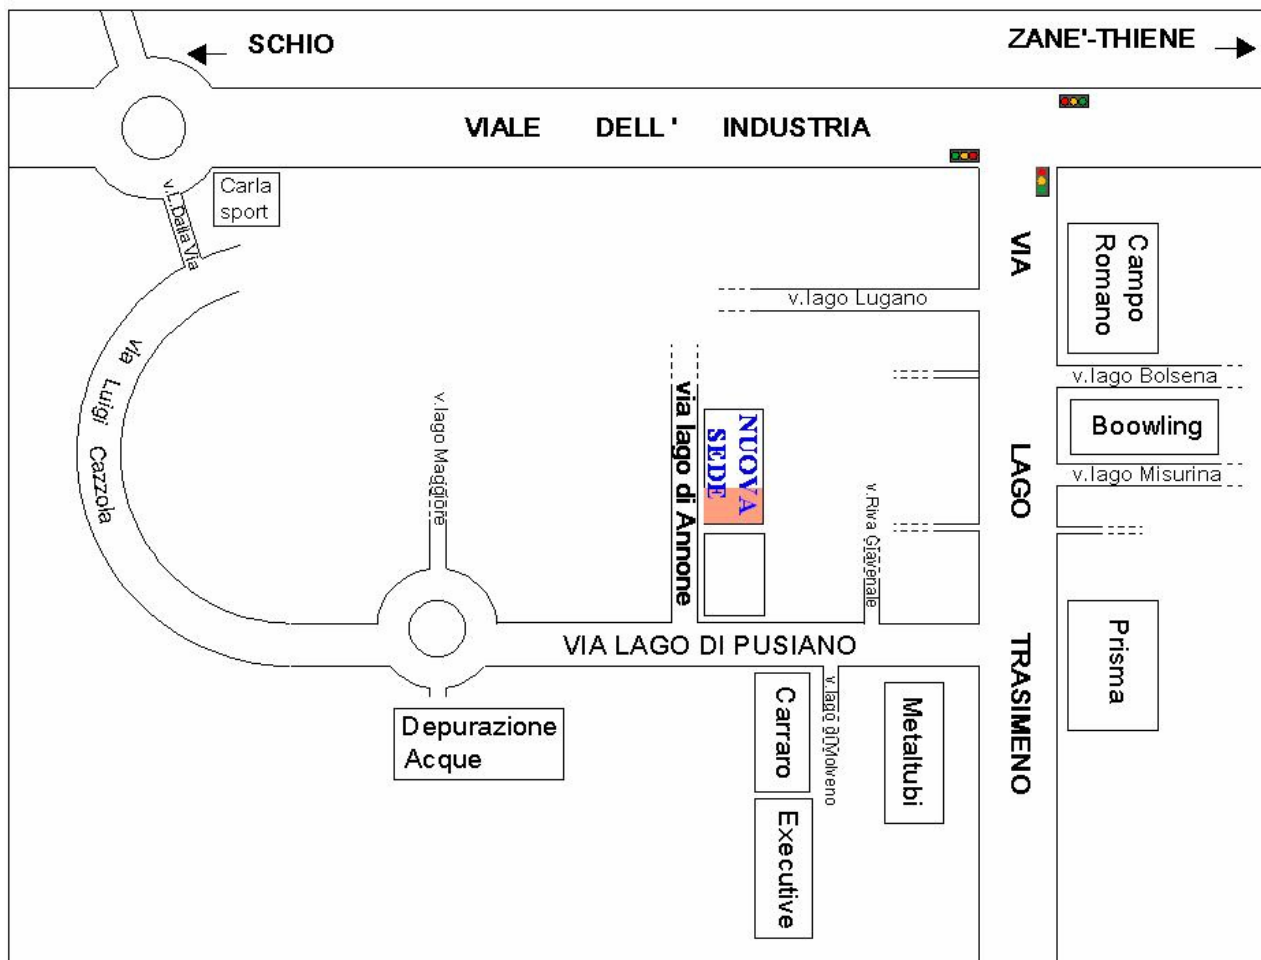 SCHIO
ZANE'-THIENE
VIALE DELL' INDUSTRIA
Carla
sport
v.L.Dalla Via
VIA LAGO TRASIMENO
Campo
Romano
v.lago Lugano
v.lago Bolsena
via Luigi Cazzola
v.lago Maggiore
via lago di Annone
NUOVA
SEDE
Boowling
v.lago Misurina
v.Riva Giavenale
VIA LAGO DI PUSIANO
Prisma
Depurazione
Acque
Carraro
v.lago di Molveno
Metaltubi
Executive